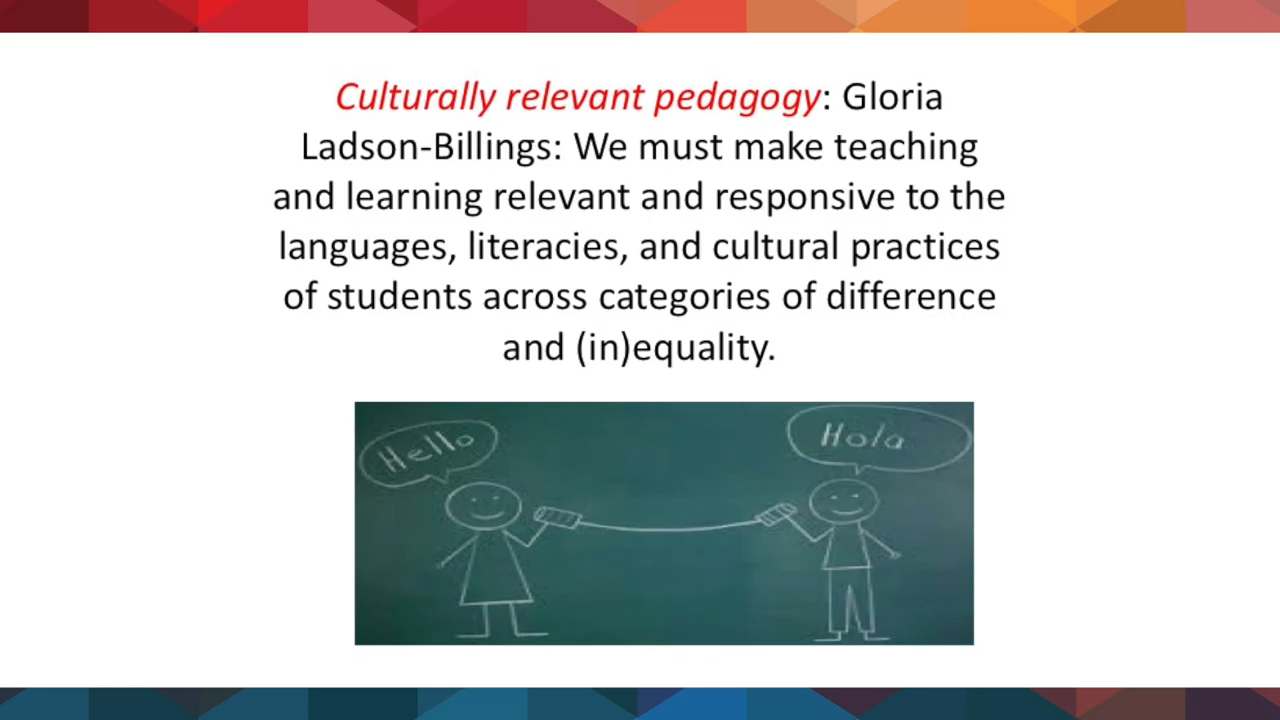 Culturally relevant pedagogy: Gloria
Ladson-Billings: We must make teaching
and learning relevant and responsive to the
languages, literacies, and cultural practices
of students across categories of difference
and (in)equality.
Hello
Hola